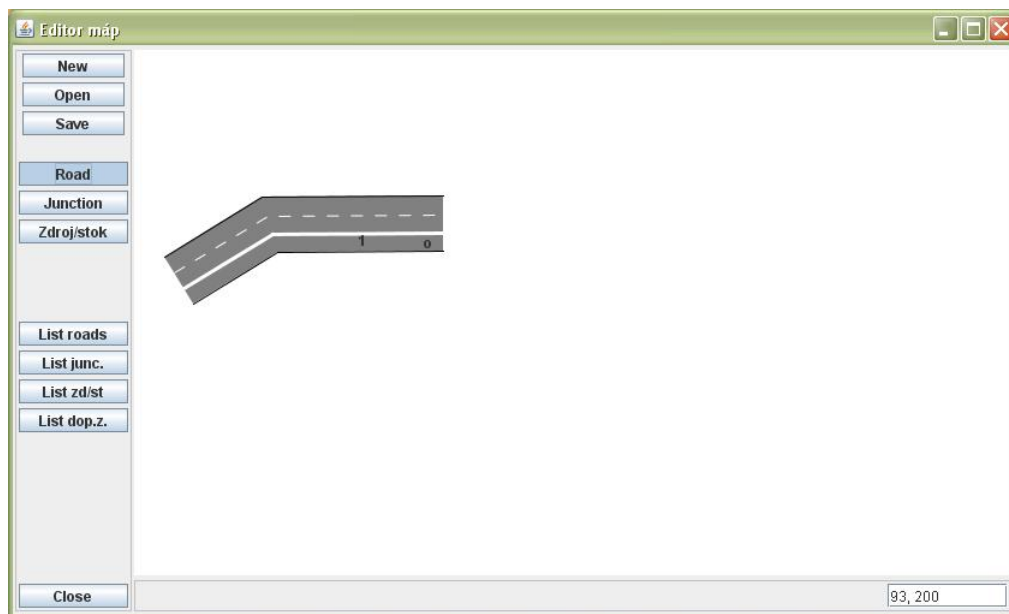 Editor máp
New
Open
Save
Road
Junction
Zdroj/stok
1
o
List roads
List junc.
List zd/st
List dop.z.
Close
93, 200